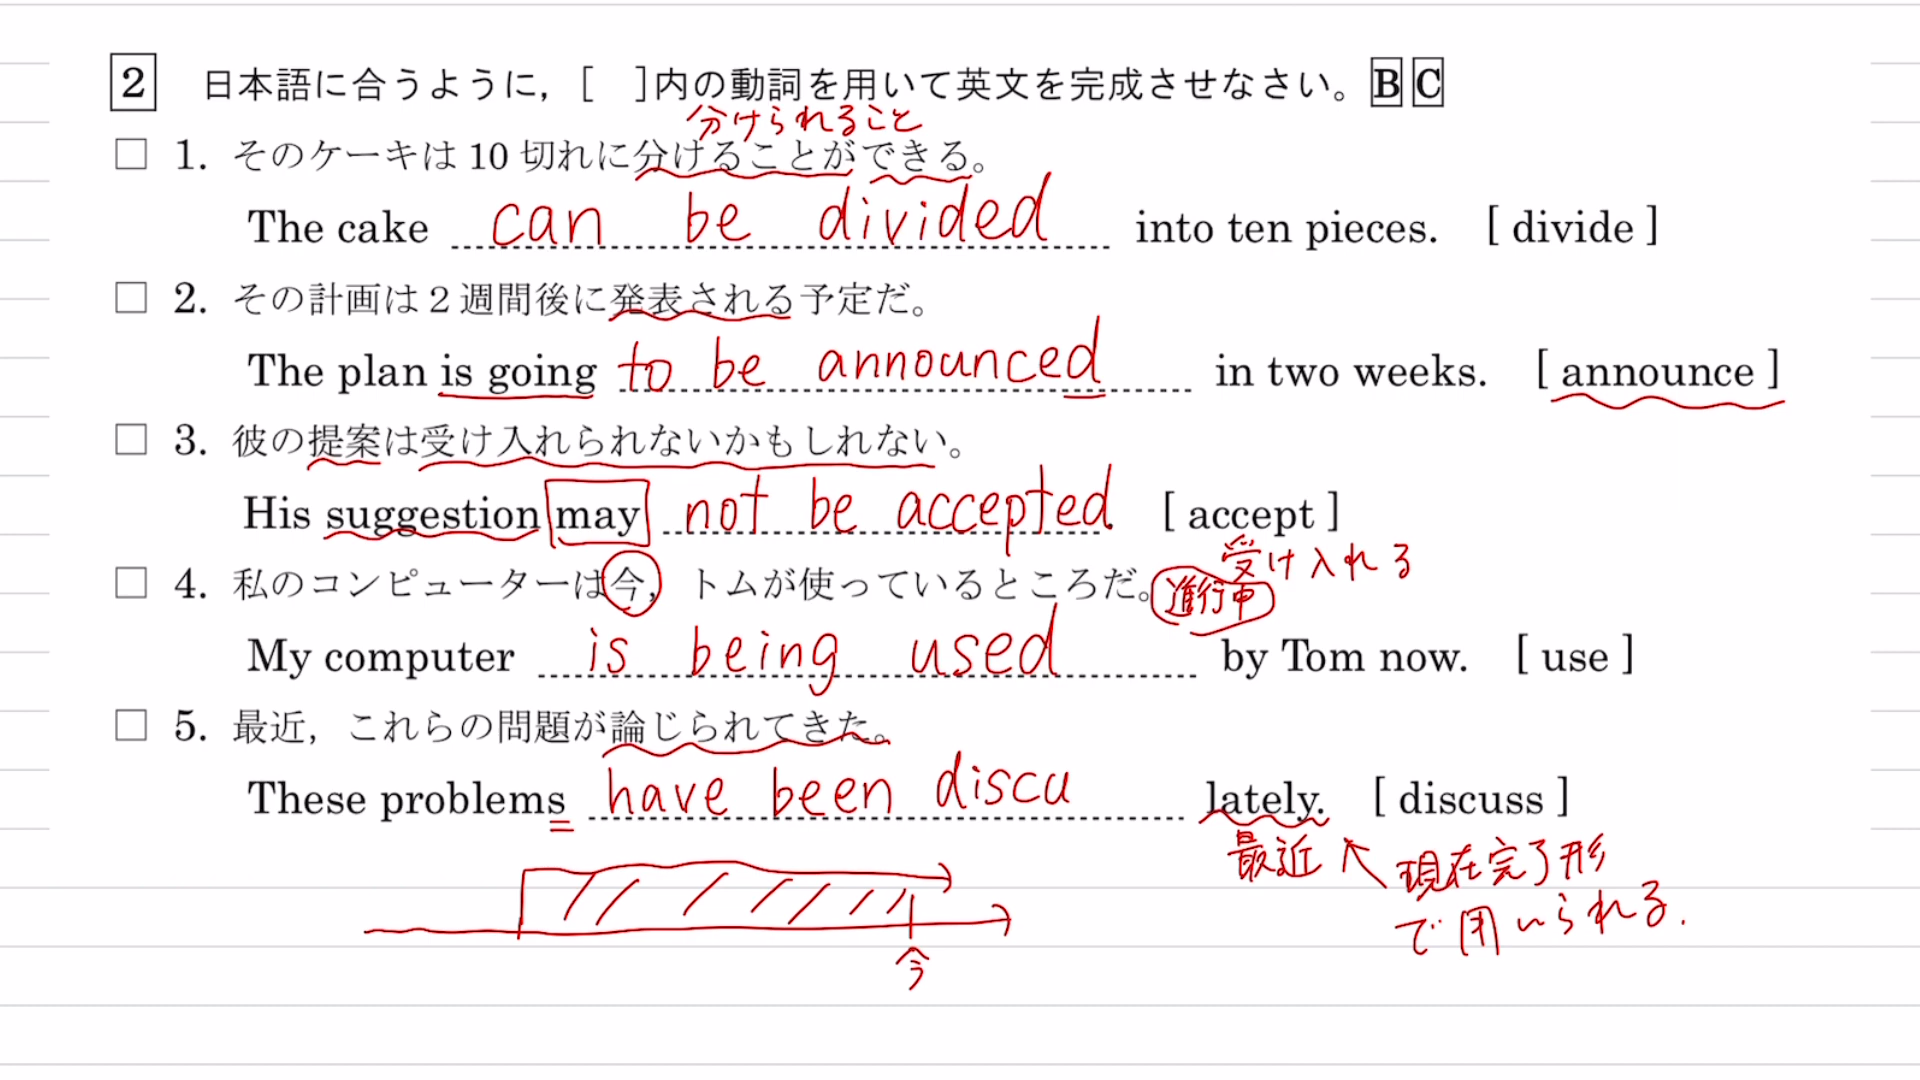 2 日本語に合うように，[　]内の動詞を用いて英文を完成させなさい。 B C
分けられること
□ 1. そのケーキは 10 切れに分けることができる。
The cake can be divided into ten pieces. [ divide ]
□ 2. その計画は 2 週間後に発表される予定だ。
The plan is going to be announced in two weeks. [ announce ]
□ 3. 彼の提案は受け入れられないかもしれない。
His suggestion may not be accepted. [ accept ]
受け入れる
□ 4. 私のコンピューターは今，トムが使っているところだ。 進行中
My computer is being used by Tom now. [ use ]
□ 5. 最近，これらの問題が論じられてきた。
These problems have been discu lately. [ discuss ]
最近 ↖ 現在完了形
で用いられる.
今